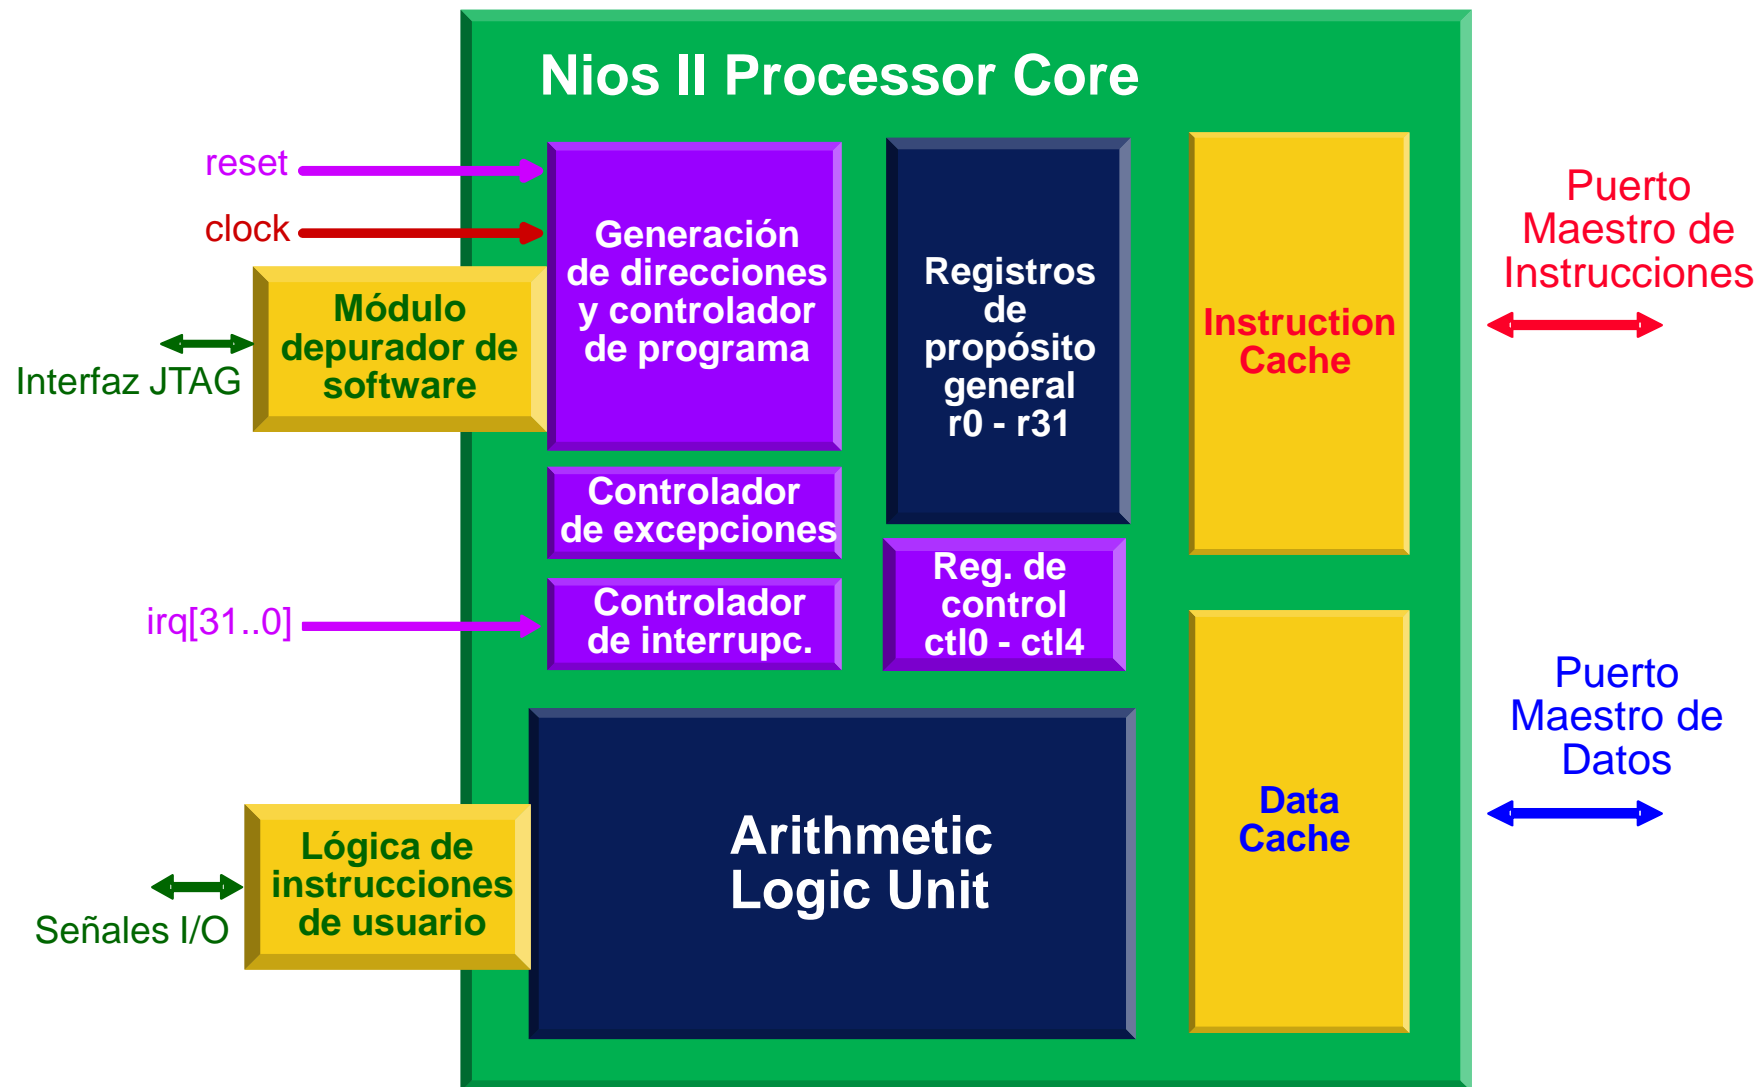 Nios II Processor Core
reset
clock
Generación
de direcciones
y controlador
de programa
Registros
de
propósito
general
r0 - r31
Instruction
Cache
Puerto
Maestro de
Instrucciones
Módulo
depurador de
software
Interfaz JTAG
Controlador
de excepciones
irq[31..0]
Controlador
de interrupc.
Reg. de
control
ctl0 - ctl4
Puerto
Maestro de
Datos
Data
Cache
Arithmetic
Logic Unit
Lógica de
instrucciones
de usuario
Señales I/O